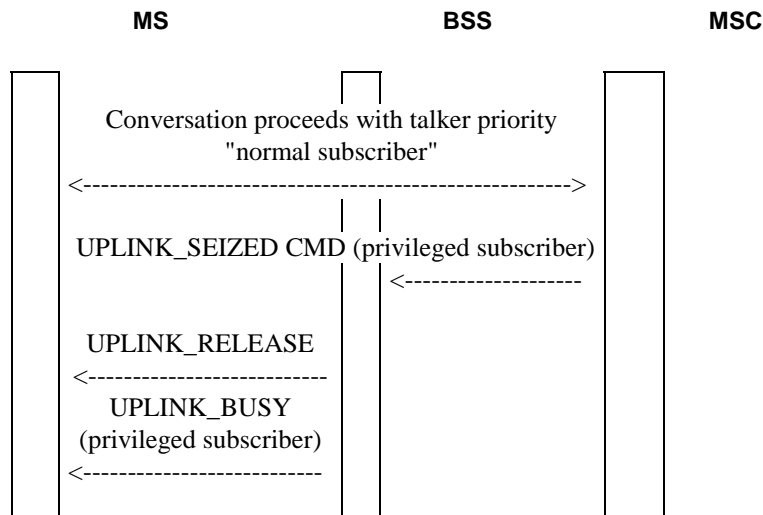 MS BSS MSC
Conversation proceeds with talker priority
"normal subscriber"
<------------------------------------------------------->
UPLINK_SEIZED CMD (privileged subscriber)
<--------------------
UPLINK_RELEASE
<---------------------------
UPLINK_BUSY
(privileged subscriber)
<---------------------------